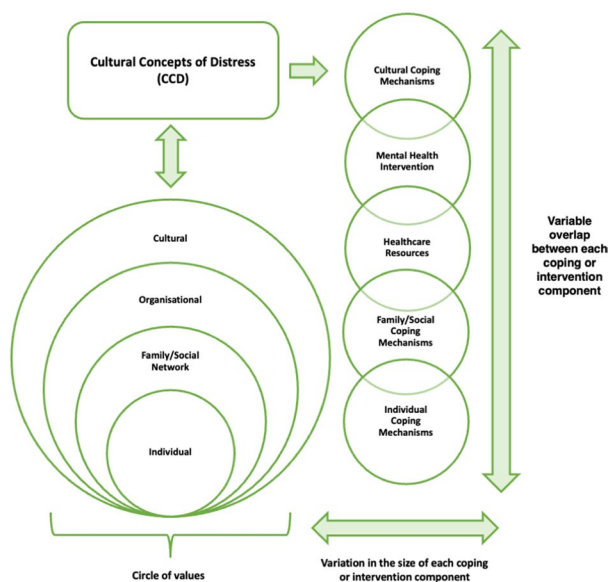 Cultural Concepts of Distress
(CCD)
Cultural Coping
Mechanisms
Mental Health
Intervention
Healthcare
Resources
Family/Social
Coping
Mechanisms
Individual
Coping
Mechanisms
Variable
overlap
between each
coping or
intervention
component
Cultural
Organisational
Family/Social
Network
Individual
Circle of values
Variation in the size of each coping
or intervention component